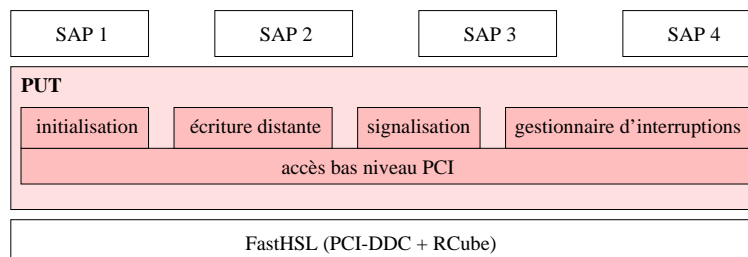 SAP 1 SAP 2 SAP 3 SAP 4
PUT
initialisation écriture distante signalisation gestionnaire d'interruptions
accès bas niveau PCI
FastHSL (PCI-DDC + RCube)